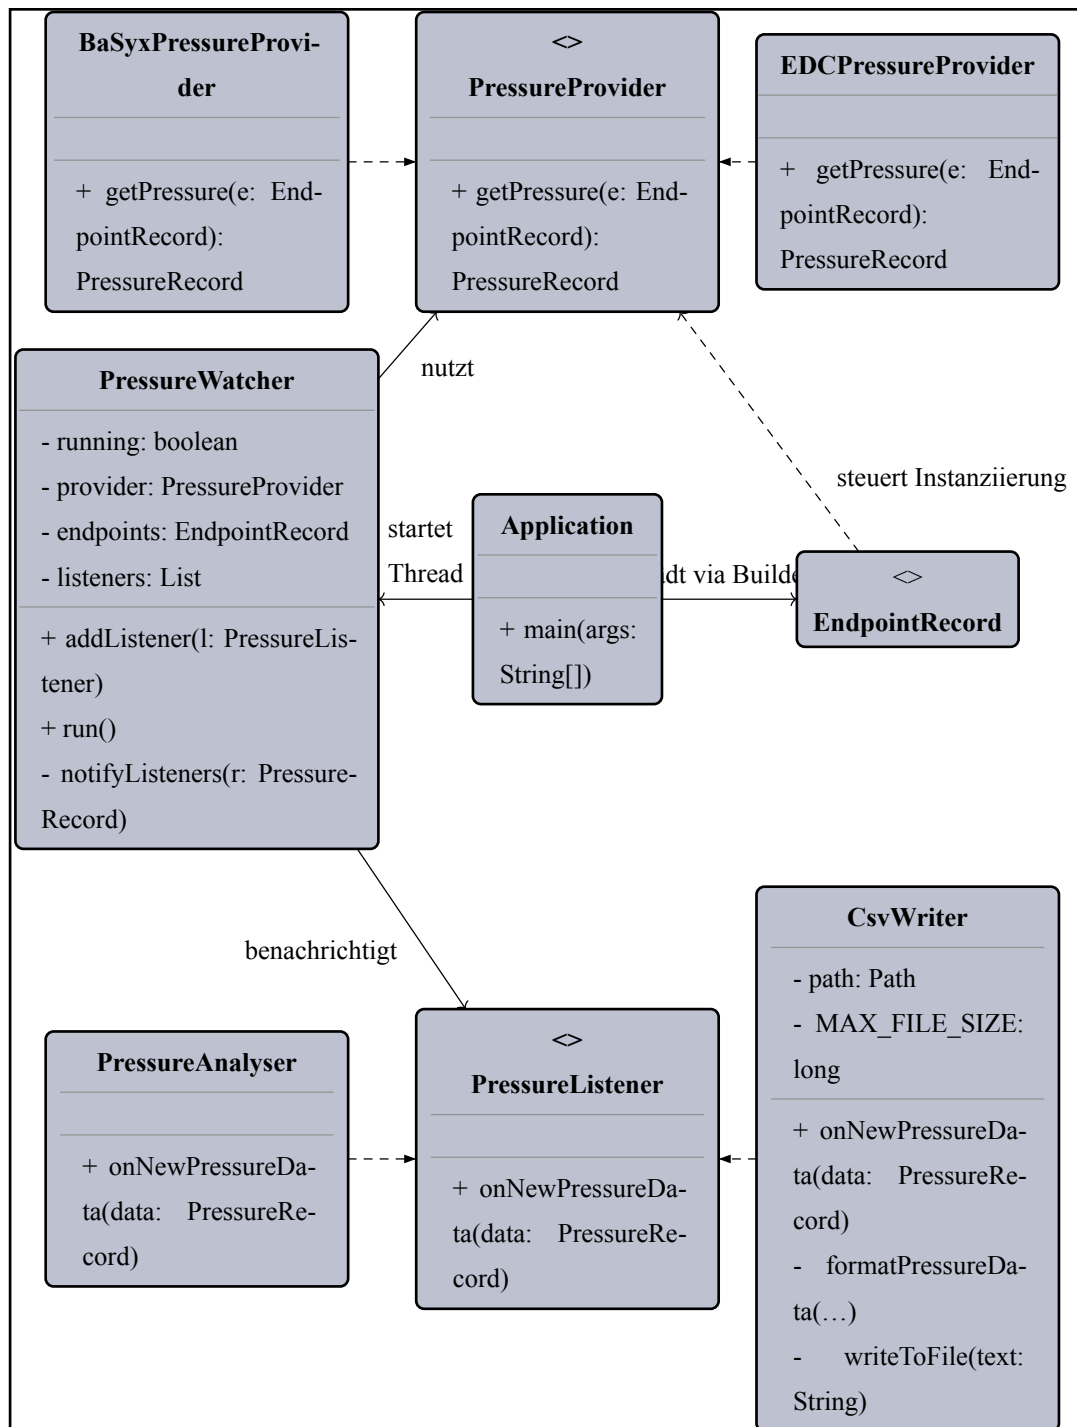 BaSyxPressureProvi-
der
+ getPressure(e: End-
pointRecord):
PressureRecord
<>
PressureProvider
+ getPressure(e: End-
pointRecord):
PressureRecord
EDCPressureProvider
+ getPressure(e: End-
pointRecord):
PressureRecord
nutzt
PressureWatcher
- running: boolean
- provider: PressureProvider
- endpoints: EndpointRecord
- listeners: List
+ addListener(l: PressureLis-
tener)
+ run()
- notifyListeners(r: Pressure-
Record)
startet
Thread
Application
+ main(args:
String[])
via
steuert Instanziierung
<>
EndpointRecord
benachrichtigt
PressureAnalyser
+ onNewPressureDa-
ta(data: PressureRe-
cord)
<>
PressureListener
+ onNewPressureDa-
ta(data: PressureRe-
cord)
CsvWriter
- path: Path
- MAX_FILE_SIZE:
long
+ onNewPressureDa-
ta(data: PressureRe-
cord)
- formatPressureDa-
ta(…)
- writeToFile(text:
String)